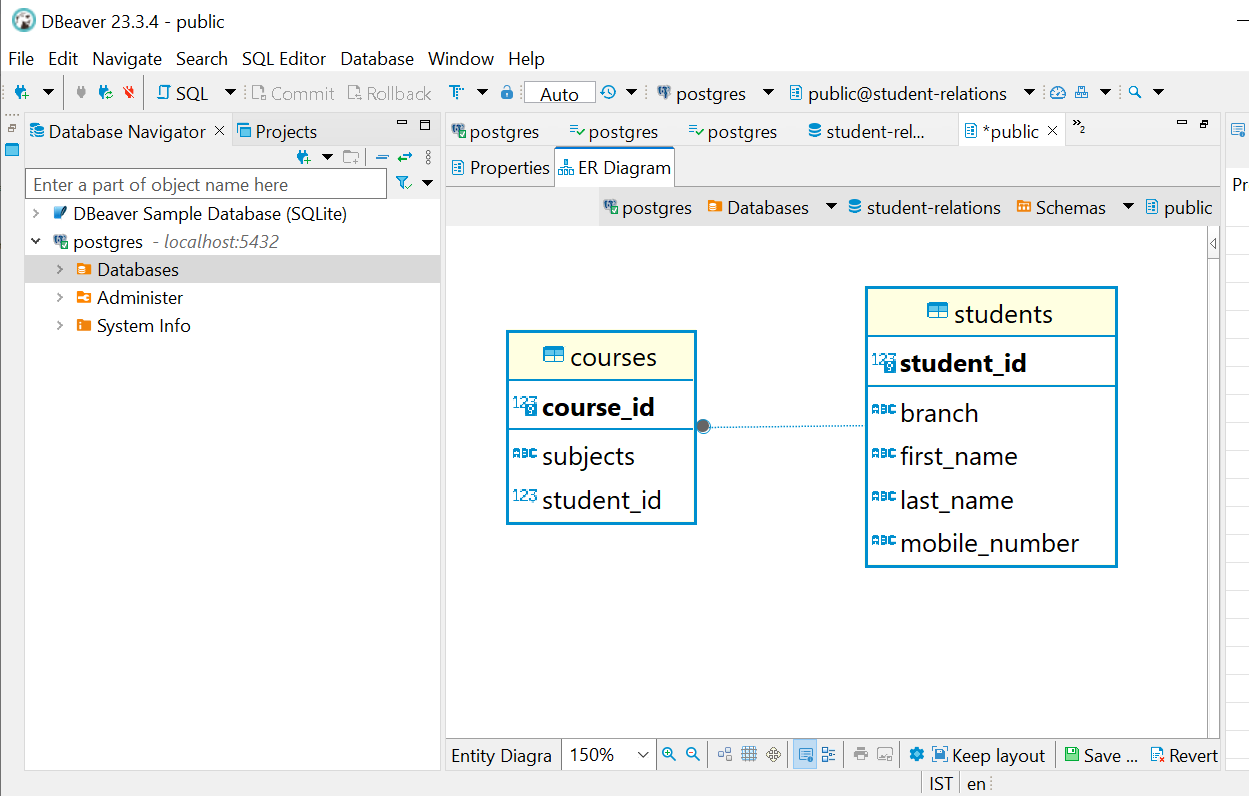 DBeaver 23.3.4 - public
File Edit Navigate Search SQL Editor Database Window Help
SQL Commit Rollback Auto postgres public@student-relations
Database Navigator Projects
postgres postgres postgres student-rel... *public »2
Properties ER Diagram
Pr
Enter a part of object name here
postgres Databases student-relations Schemas public
DBeaver Sample Database (SQLite)
postgres - localhost:5432
Databases
Administer
System Info
courses
123 course_id
ABC subjects
123 student_id
students
123 student_id
ABC branch
ABC first_name
ABC last_name
ABC mobile_number
Entity Diagra 150% Keep layout Save ... Revert
IST en